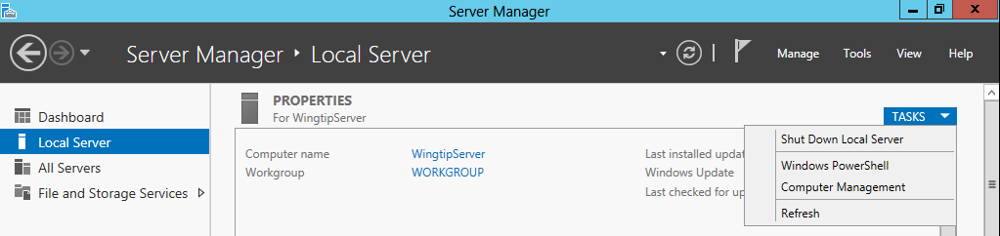 Server Manager
Server Manager ‣ Local Server
Manage Tools View Help
Dashboard
Local Server
All Servers
File and Storage Services
PROPERTIES
For WingtipServer
TASKS
Computer name WingtipServer
Workgroup WORKGROUP
Last installed updat
Windows Update
Last checked for up
Shut Down Local Server
Windows PowerShell
Computer Management
Refresh